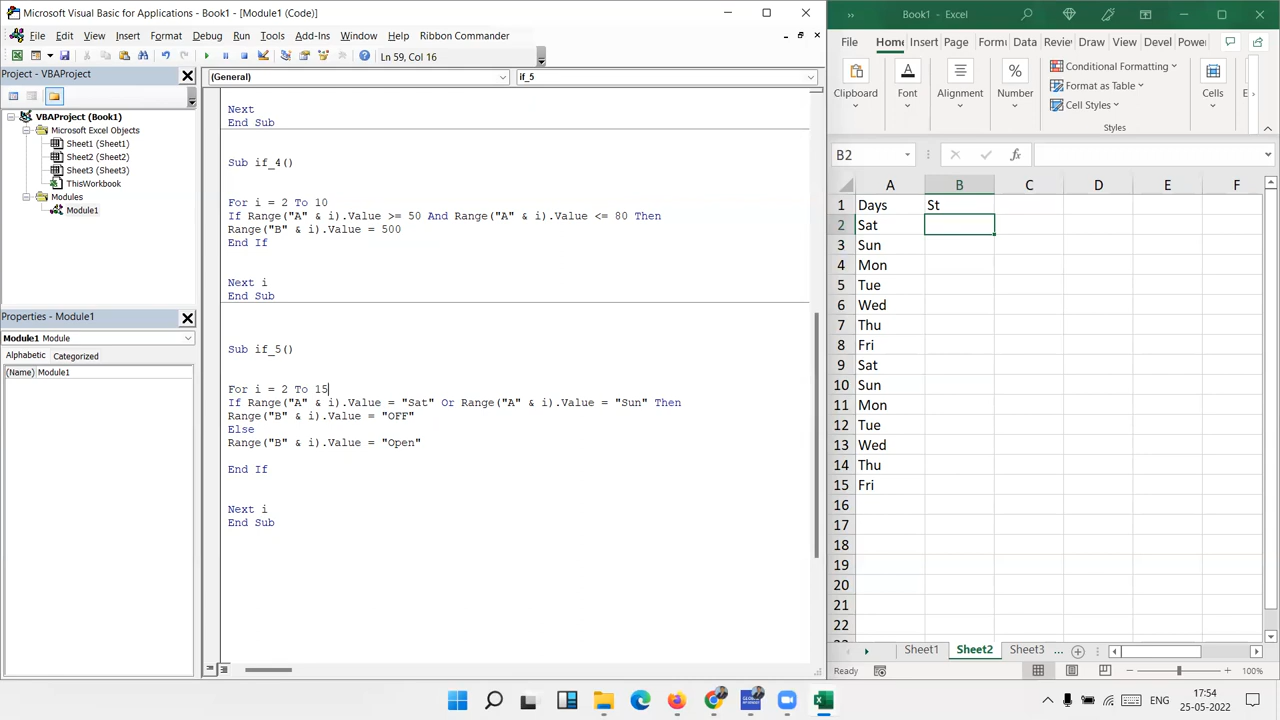 Microsoft Visual Basic for Applications - Book1 - [Module1 (Code)]
File Edit View Insert Format Debug Run Tools Add-Ins Window Help Ribbon Commander
Ln 59, Col 16
Project - VBAProject
VBAProject (Book1)
Microsoft Excel Objects
Sheet1 (Sheet1)
Sheet2 (Sheet2)
Sheet3 (Sheet3)
ThisWorkbook
Modules
Module1
Properties - Module1
Module1 Module
Alphabetic Categorized
(Name) Module1
(General) if_5
Next
End Sub
Sub if_4()
For i = 2 To 10
If Range("A" & i).Value >= 50 And Range("A" & i).Value <= 80 Then
Range("B" & i).Value = 500
End If
Next i
End Sub
Sub if_5()
For i = 2 To 15
If Range("A" & i).Value = "Sat" Or Range("A" & i).Value = "Sun" Then
Range("B" & i).Value = "OFF"
Else
Range("B" & i).Value = "Open"
End If
Next i
End Sub
Book1 - Excel
File Home Insert Page Formu Data Revie Draw View Devel Power
Clipboard Font Alignment Number
Conditional Formatting
Format as Table
Cell Styles
Styles
Cells
B2
A B C D E F
1 Days St
2 Sat
3 Sun
4 Mon
5 Tue
6 Wed
7 Thu
8 Fri
9 Sat
10 Sun
11 Mon
12 Tue
13 Wed
14 Thu
15 Fri
16
17
18
19
20
21
22
Sheet1 Sheet2 Sheet3 ...
Ready 100%
ENG 17:54
25-05-2022